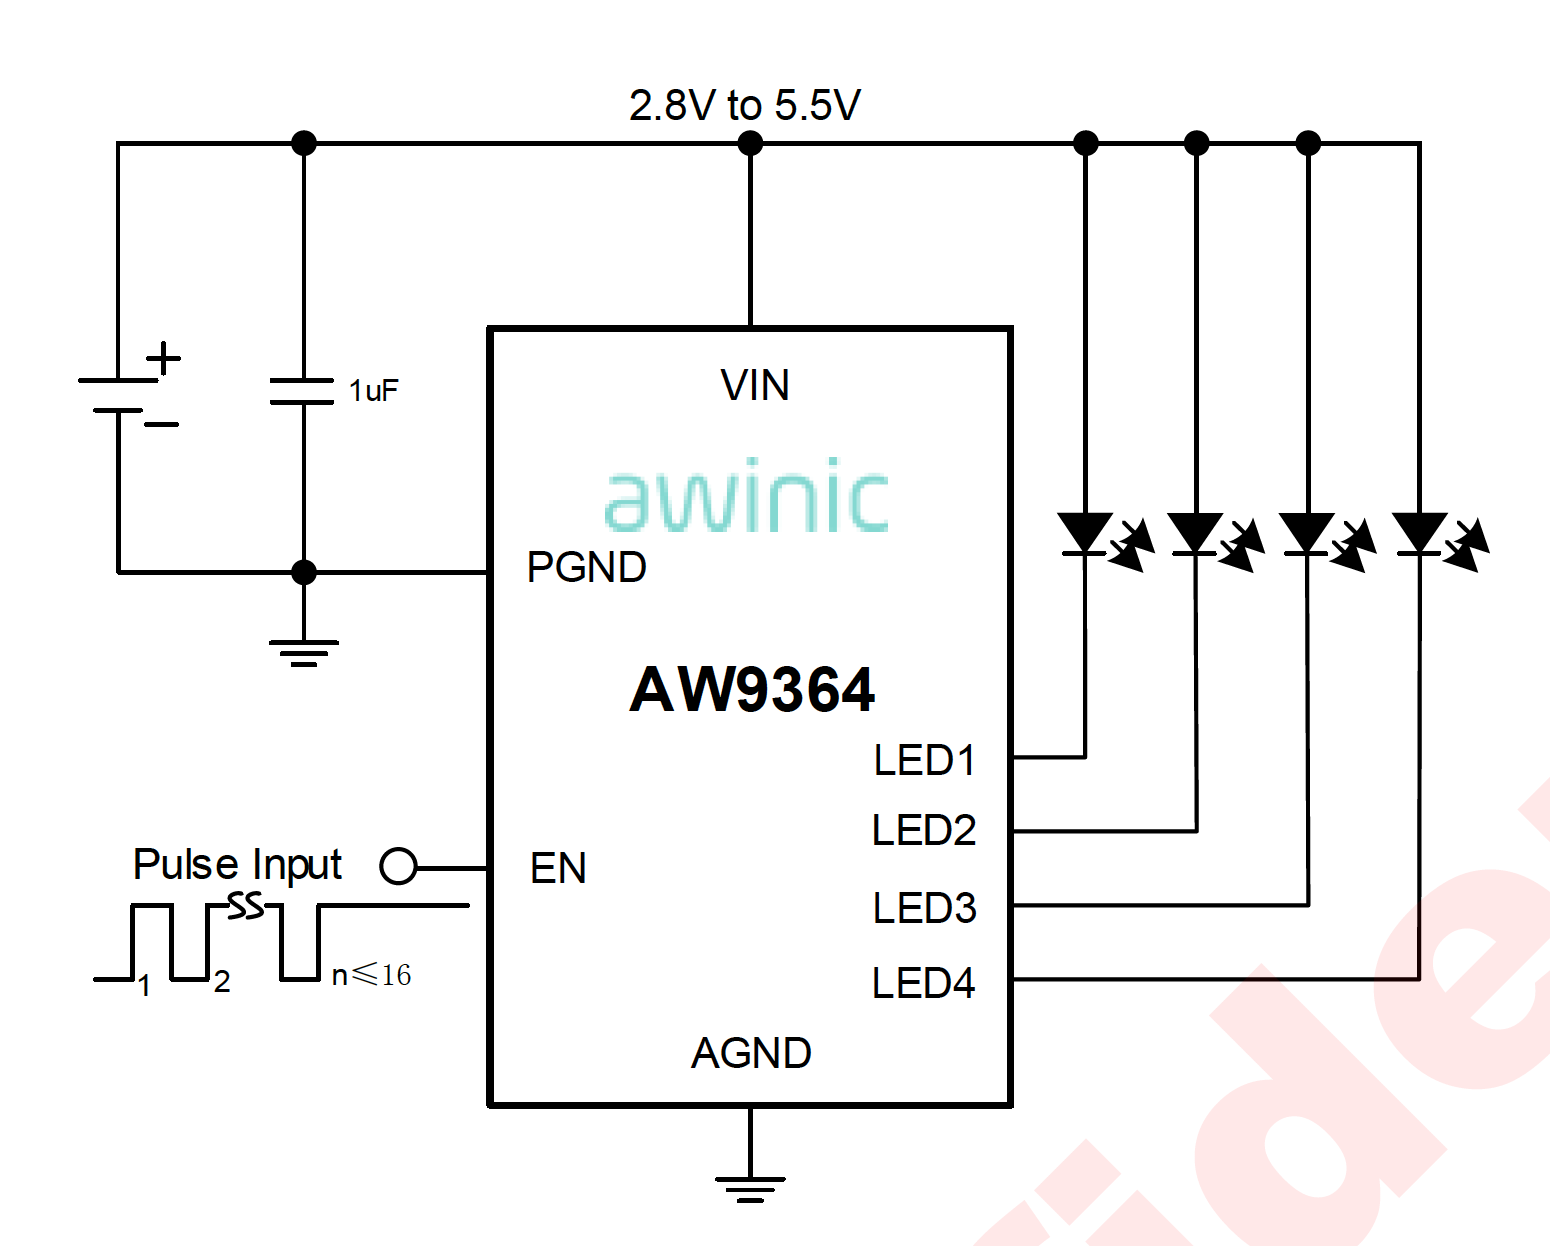 2.8V to 5.5V
+
1uF
−
VIN
awinic
PGND
AW9364
LED1
LED2
Pulse Input
EN
LED3
1
2
n≤16
LED4
AGND